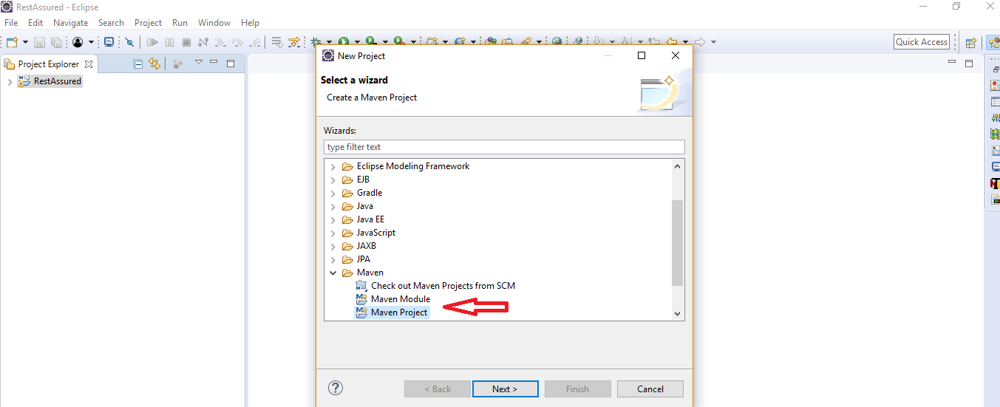 RestAssured - Eclipse
File Edit Navigate Search Project Run Window Help
Quick Access
Project Explorer
RestAssured
New Project
Select a wizard
Create a Maven Project
Wizards:
type filter text
Eclipse Modeling Framework
EJB
Gradle
Java
Java EE
JavaScript
JAXB
JPA
Maven
Check out Maven Projects from SCM
Maven Module
Maven Project
< Back Next > Finish Cancel